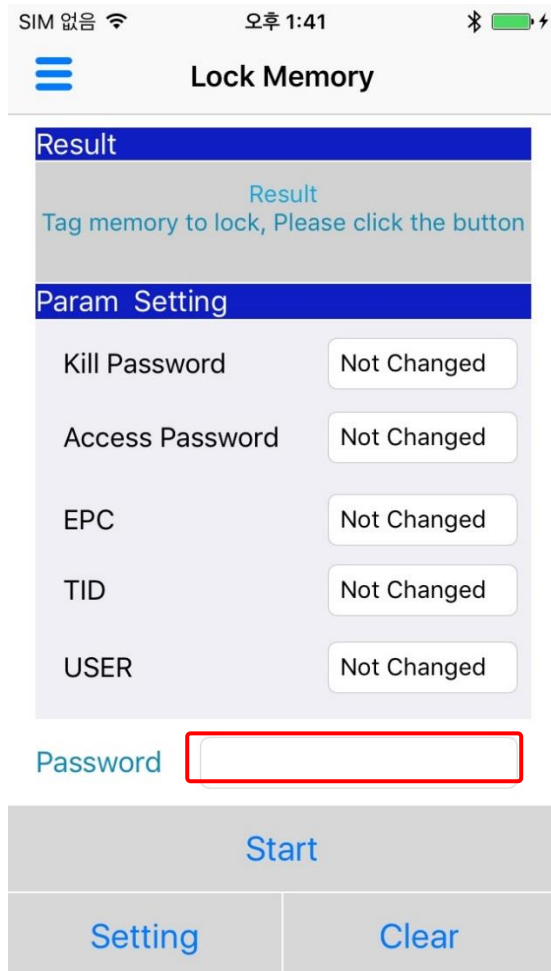 SIM 없음 오후 1:41
Lock Memory
Result
Result
Tag memory to lock, Please click the button
Param Setting
Kill Password Not Changed
Access Password Not Changed
EPC Not Changed
TID Not Changed
USER Not Changed
Password
Start
Setting Clear